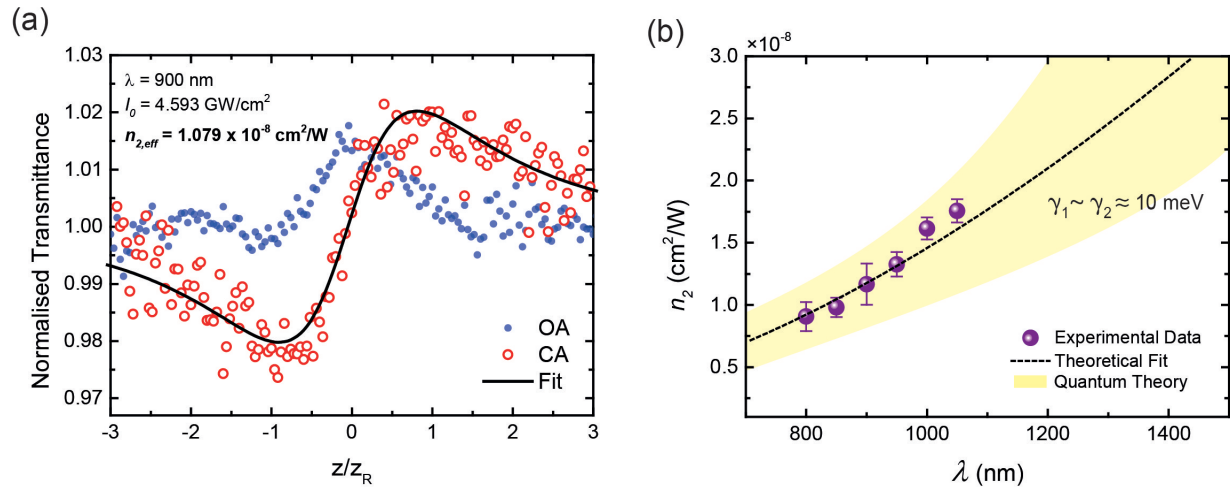 (a)
1.03
1.02
1.01
1.00
0.99
0.98
0.97
Normalised Transmittance
λ = 900 nm
I₀ = 4.593 GW/cm²
n₂,eff = 1.079 x 10⁻⁸ cm²/W
OA
CA
Fit
-3 -2 -1 0 1 2 3
z/z_R
(b)
×10⁻⁸
3.0
2.5
2.0
1.5
1.0
0.5
n₂ (cm²/W)
γ₁~ γ₂ ≈ 10 meV
Experimental Data
Theoretical Fit
Quantum Theory
800 1000 1200 1400
λ (nm)